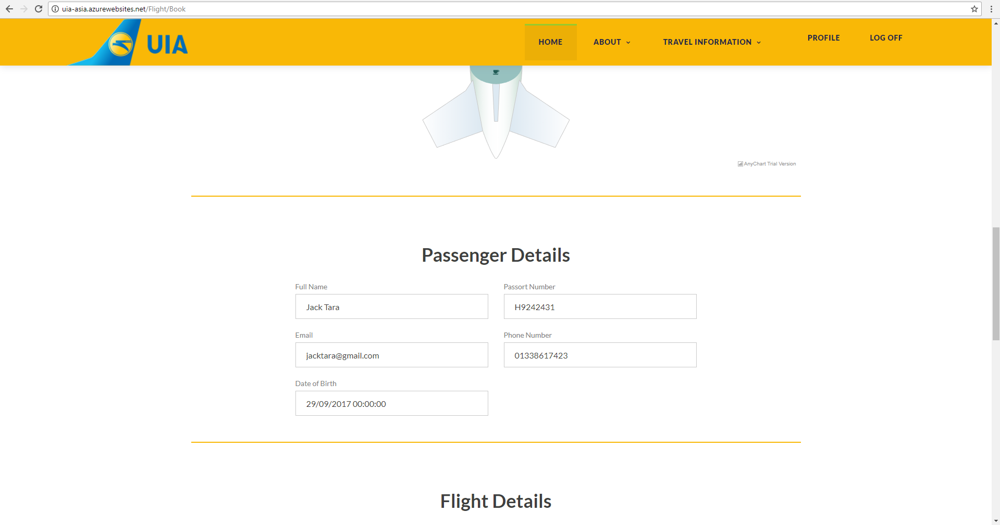 uia-asia.azurewebsites.net/Flight/Book
UIA
HOME
ABOUT
TRAVEL INFORMATION
PROFILE
LOG OFF
AnyChart Trial Version
Passenger Details
Full Name
Passort Number
Jack Tara
H9242431
Email
Phone Number
jacktara@gmail.com
01338617423
Date of Birth
29/09/2017 00:00:00
Flight Details